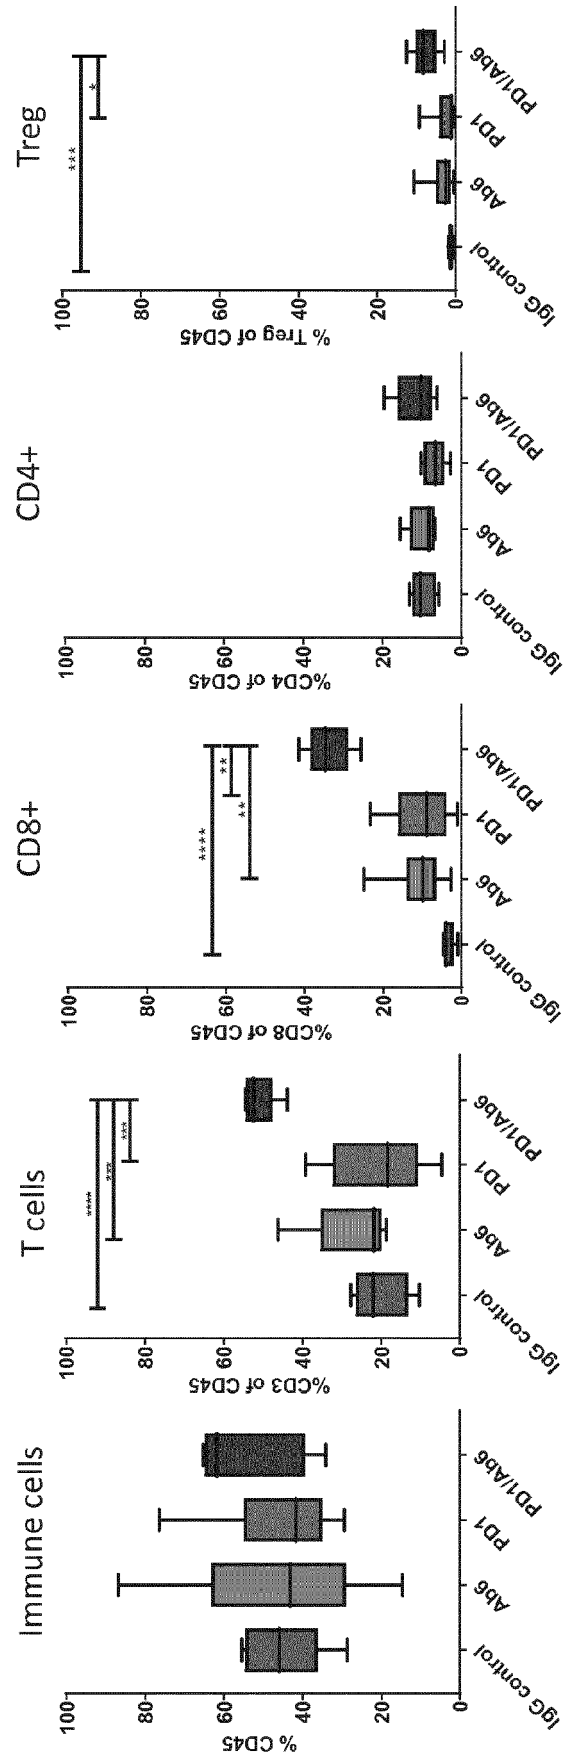 Immune cells
% CD45
100
80
60
40
20
0
IgG control
Ab6
PD1
PD1/Ab6
T cells
%CD3 of CD45
100
80
60
40
20
0
****
***
***
IgG control
Ab6
PD1
PD1/Ab6
CD8+
%CD8 of CD45
100
80
60
40
20
0
****
**
**
IgG control
Ab6
PD1
PD1/Ab6
CD4+
%CD4 of CD45
100
80
60
40
20
0
IgG control
Ab6
PD1
PD1/Ab6
Treg
% Treg of CD45
100
80
60
40
20
0
***
*
IgG control
Ab6
PD1
PD1/Ab6